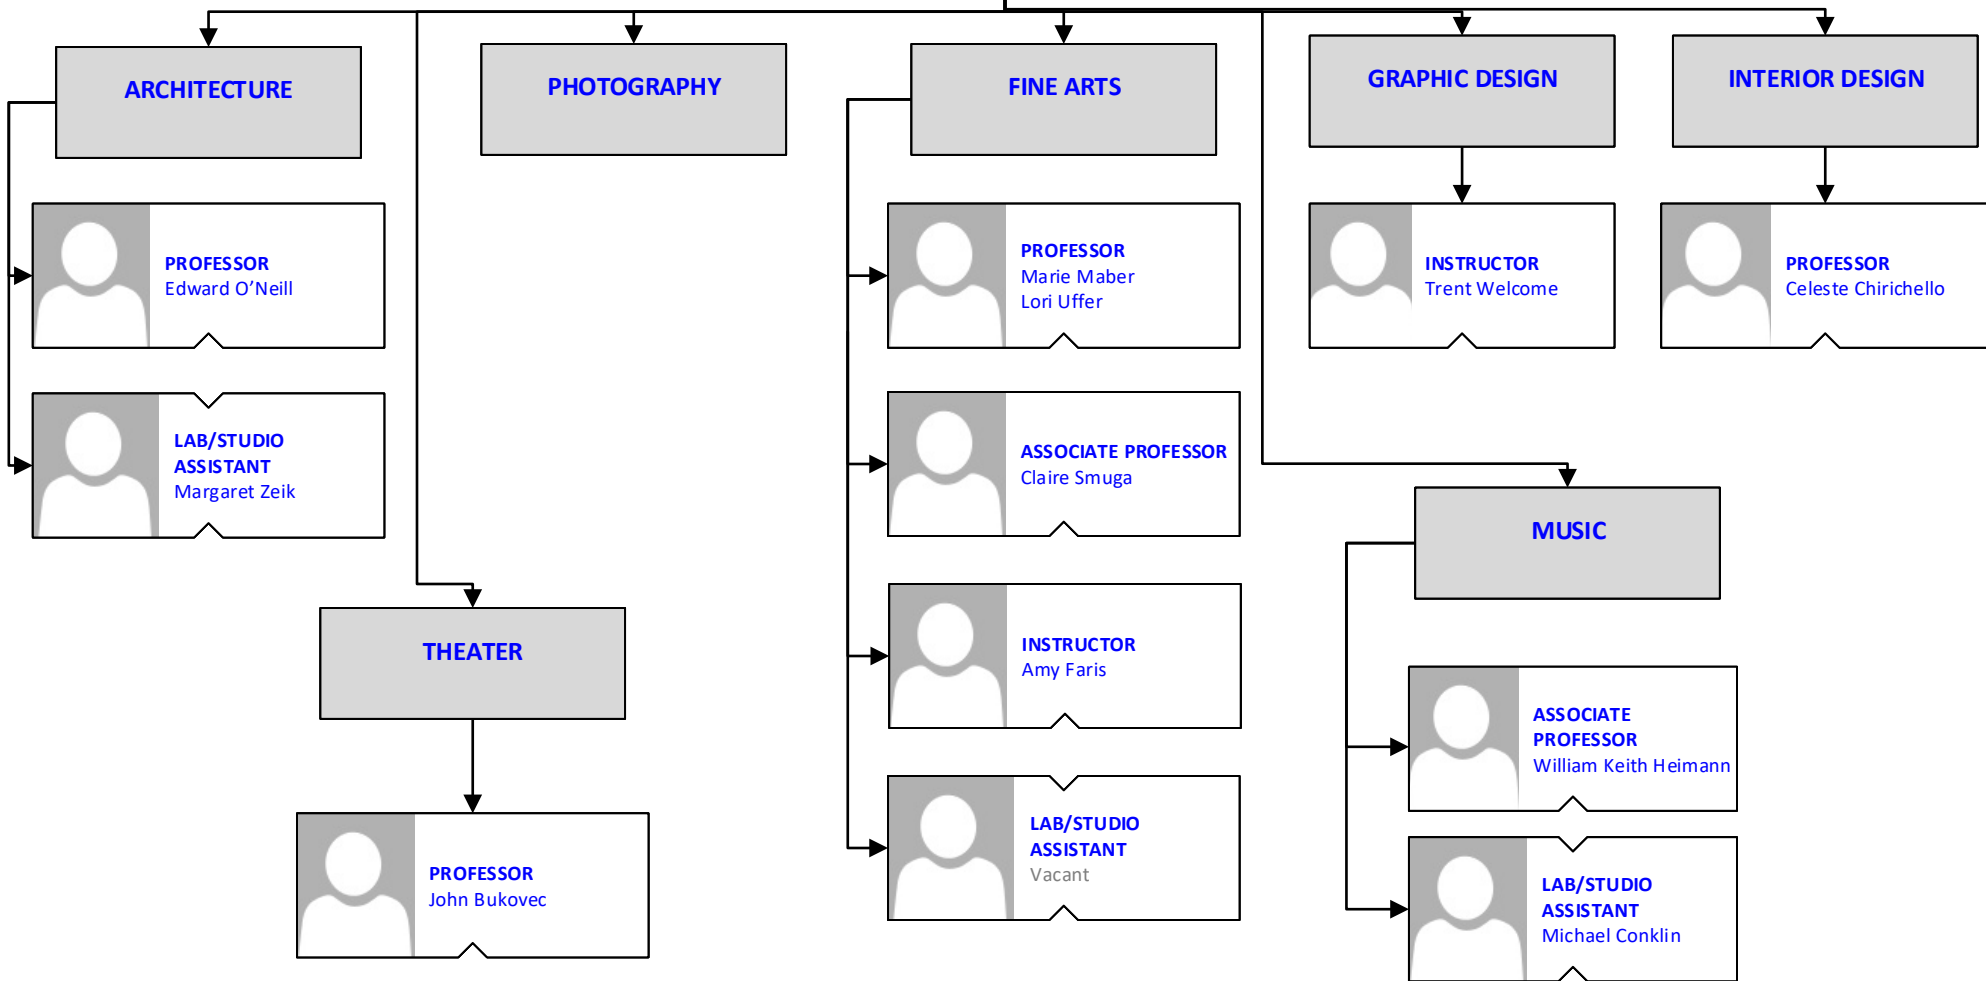 ARCHITECTURE
PHOTOGRAPHY
FINE ARTS
GRAPHIC DESIGN
INTERIOR DESIGN
PROFESSOR
Edward O’Neill
LAB/STUDIO
ASSISTANT
Margaret Zeik
THEATER
PROFESSOR
John Bukovec
PROFESSOR
Marie Maber
Lori Uffer
ASSOCIATE PROFESSOR
Claire Smuga
INSTRUCTOR
Amy Faris
LAB/STUDIO
ASSISTANT
Vacant
INSTRUCTOR
Trent Welcome
PROFESSOR
Celeste Chirichello
MUSIC
ASSOCIATE
PROFESSOR
William Keith Heimann
LAB/STUDIO
ASSISTANT
Michael Conklin